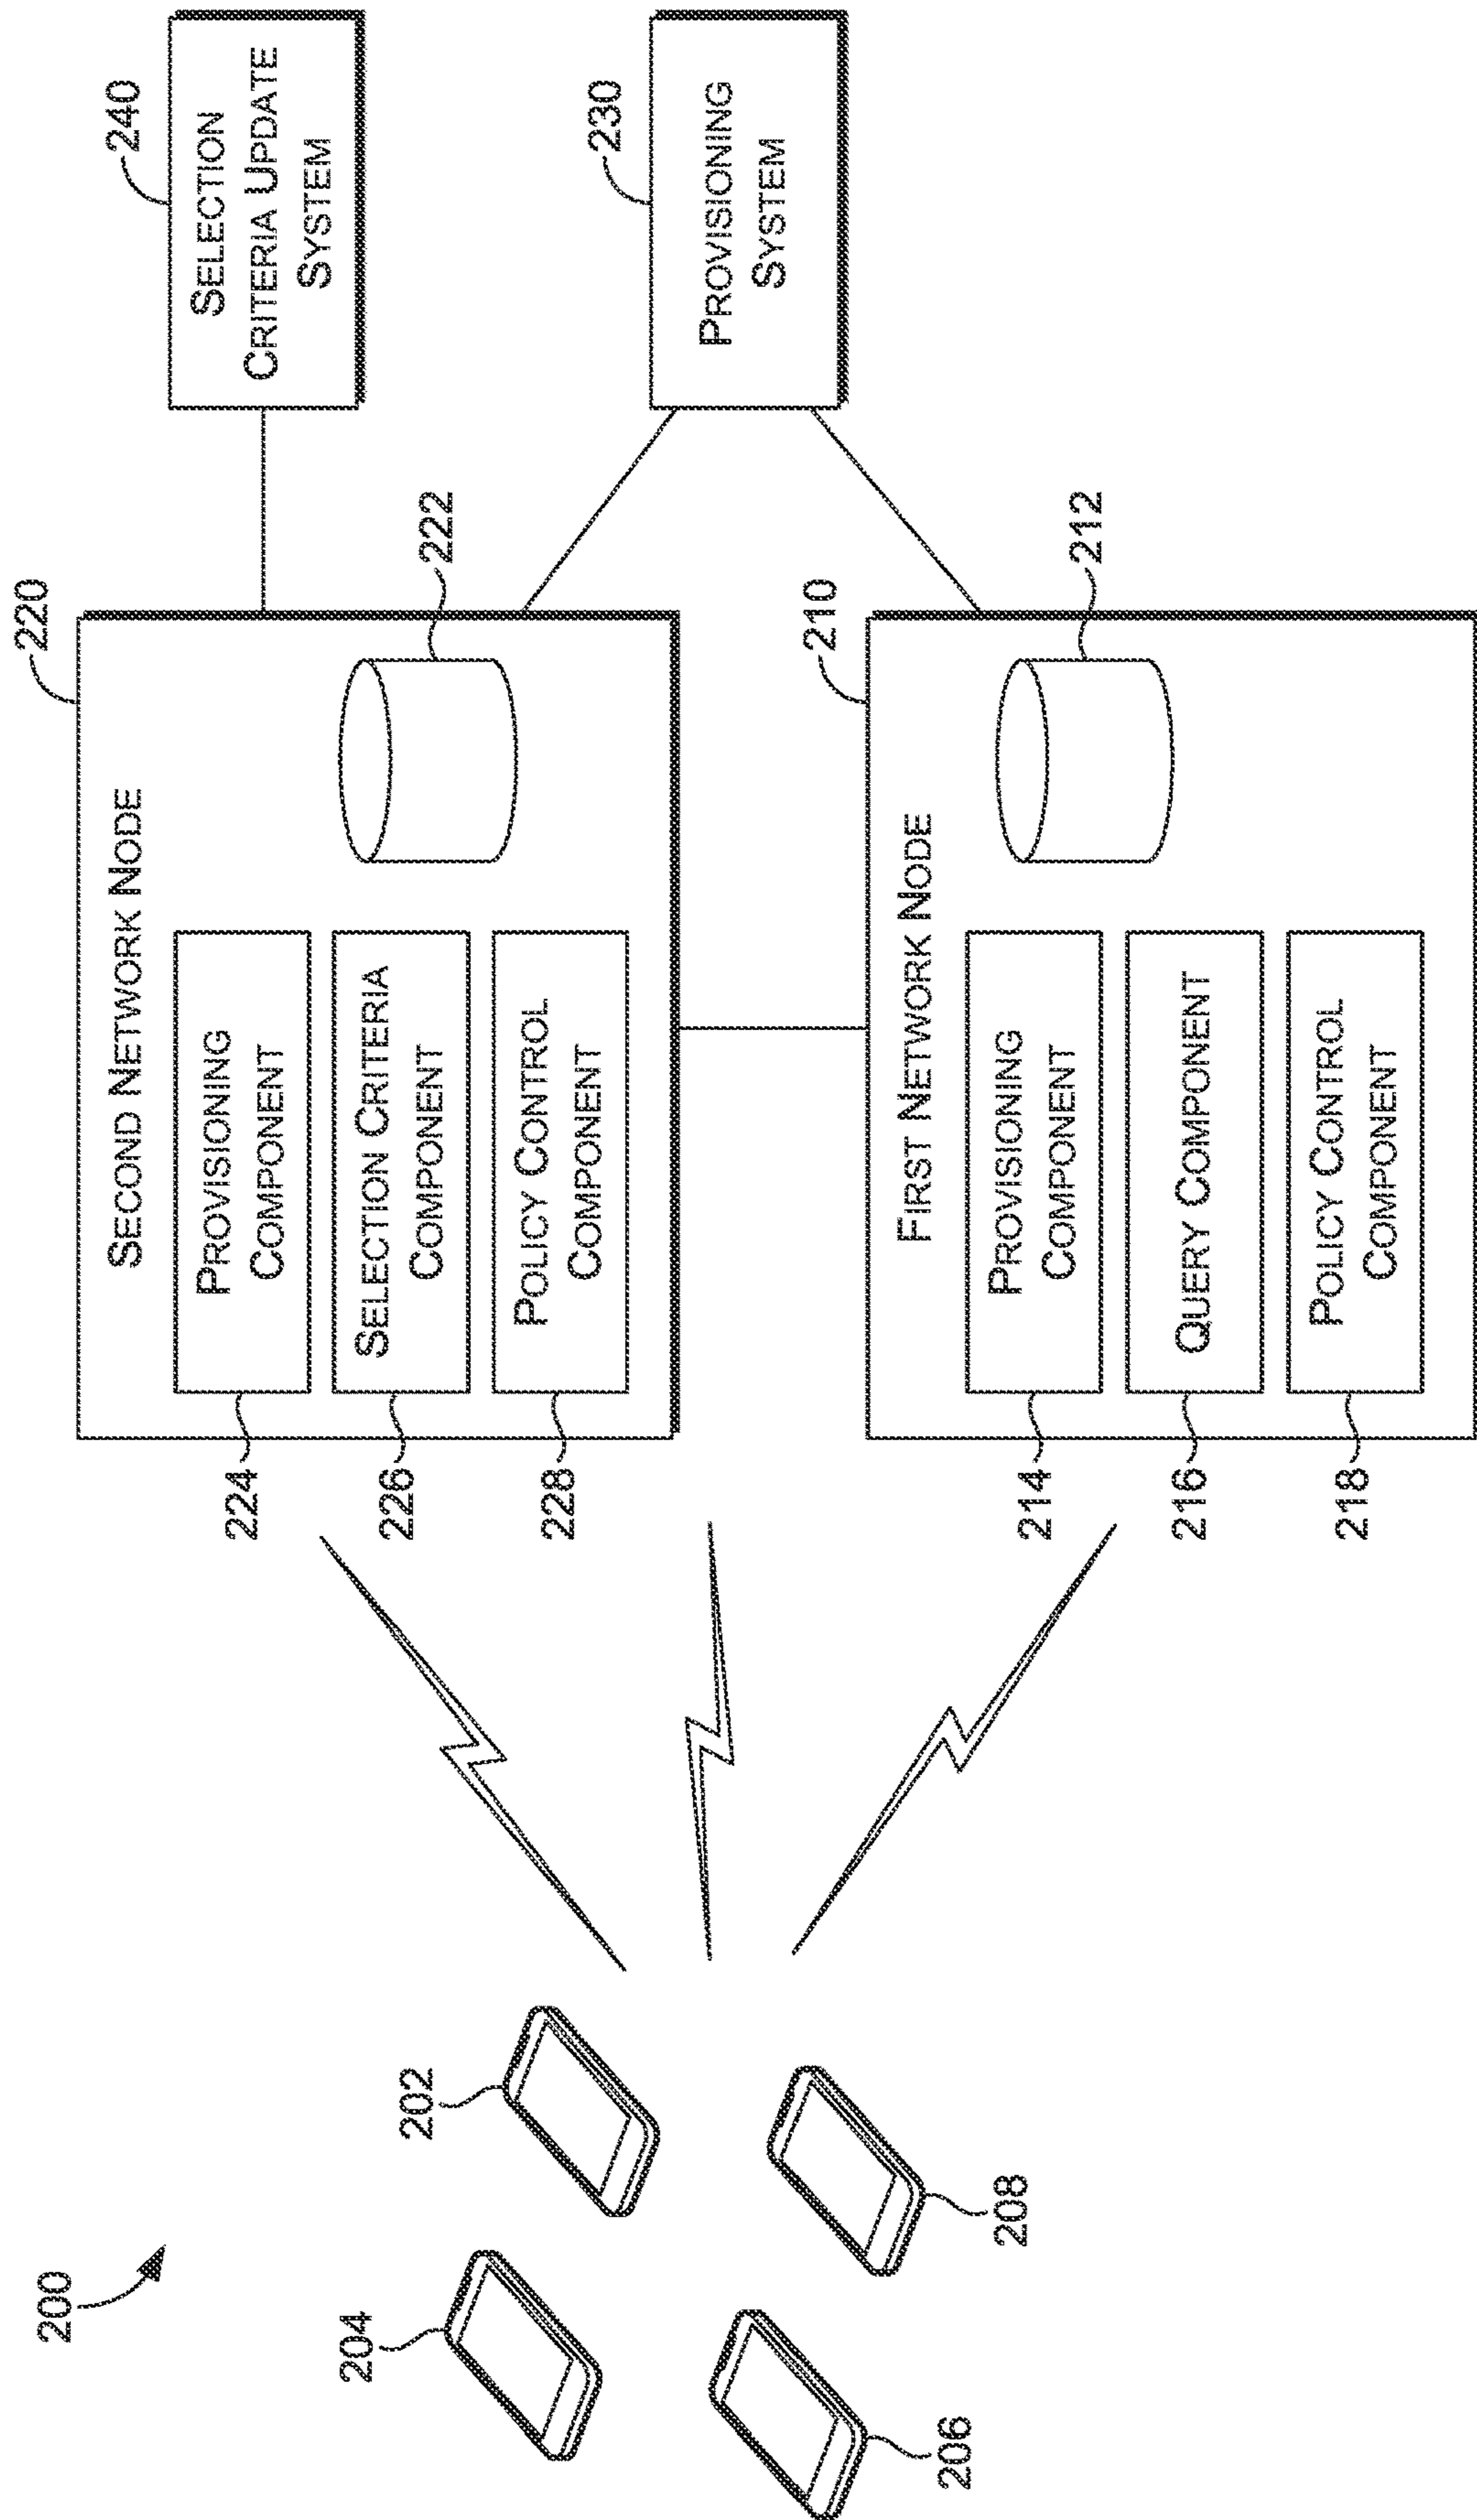 200
204
202
206
208
220
SECOND NETWORK NODE
224
PROVISIONING
COMPONENT
226
SELECTION CRITERIA
COMPONENT
228
POLICY CONTROL
COMPONENT
222
240
SELECTION
CRITERIA UPDATE
SYSTEM
210
FIRST NETWORK NODE
214
PROVISIONING
COMPONENT
216
QUERY COMPONENT
218
POLICY CONTROL
COMPONENT
212
230
PROVISIONING
SYSTEM